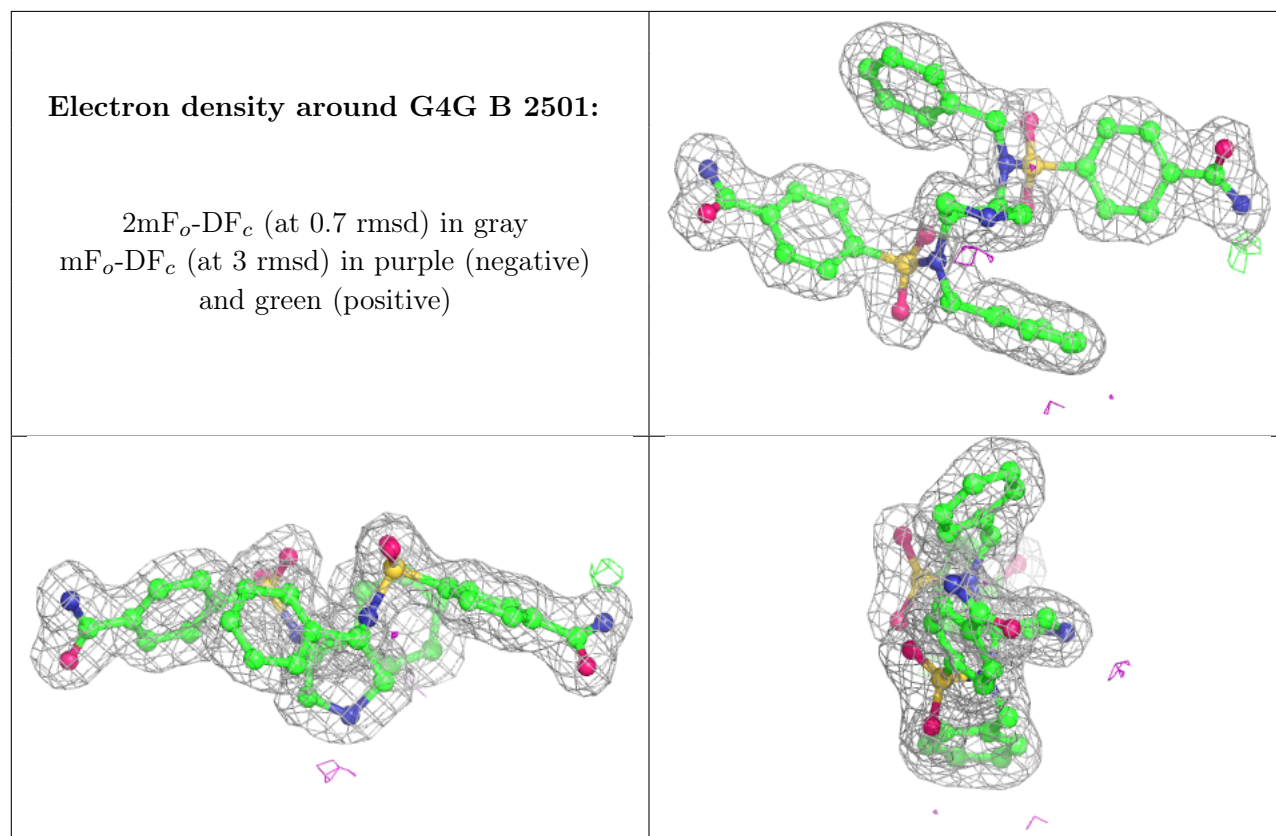 Electron density around G4G B 2501:
2mFₒ-DF𝒸 (at 0.7 rmsd) in gray
mFₒ-DF𝒸 (at 3 rmsd) in purple (negative)
and green (positive)